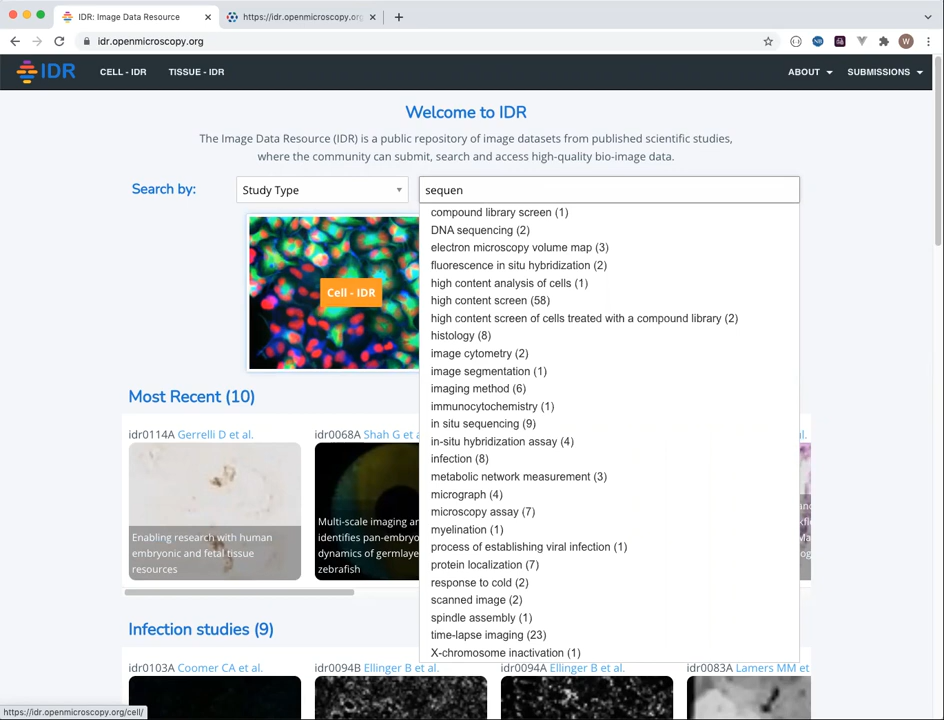 IDR: Image Data Resource
https://idr.openmicroscopy.org
idr.openmicroscopy.org
W
IDR
CELL - IDR
TISSUE - IDR
ABOUT
SUBMISSIONS
Welcome to IDR
The Image Data Resource (IDR) is a public repository of image datasets from published scientific studies,
where the community can submit, search and access high-quality bio-image data.
Search by:
Study Type
sequen
compound library screen (1)
DNA sequencing (2)
electron microscopy volume map (3)
fluorescence in situ hybridization (2)
high content analysis of cells (1)
high content screen (58)
high content screen of cells treated with a compound library (2)
histology (8)
image cytometry (2)
image segmentation (1)
imaging method (6)
immunocytochemistry (1)
in situ sequencing (9)
in-situ hybridization assay (4)
infection (8)
metabolic network measurement (3)
micrograph (4)
microscopy assay (7)
myelination (1)
process of establishing viral infection (1)
protein localization (7)
response to cold (2)
scanned image (2)
spindle assembly (1)
time-lapse imaging (23)
X-chromosome inactivation (1)
Cell - IDR
Most Recent (10)
idr0114A Gerrelli D et al.
Enabling research with human
embryonic and fetal tissue
resources
idr0068A Shah G et a
Multi-scale imaging ar
identifies pan-embryo
dynamics of germlaye
zebrafish
al.
Infection studies (9)
idr0103A Coomer CA et al.
idr0094B Ellinger B et al.
idr0094A Ellinger B et al.
idr0083A Lamers MM et
https://idr.openmicroscopy.org/cell/